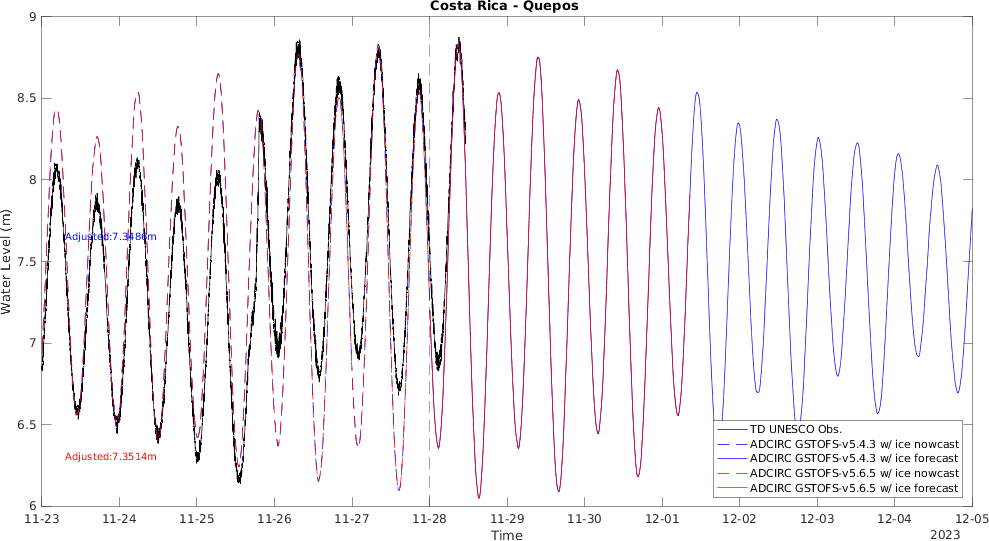 Costa Rica - Quepos
9
8.5
8
7.5
7
6.5
6
Water Level (m)
Adjusted:7.3486m
Adjusted:7.3514m
TD UNESCO Obs.
ADCIRC GSTOFS-v5.4.3 w/ ice nowcast
ADCIRC GSTOFS-v5.4.3 w/ ice forecast
ADCIRC GSTOFS-v5.6.5 w/ ice nowcast
ADCIRC GSTOFS-v5.6.5 w/ ice forecast
11-23 11-24 11-25 11-26 11-27 11-28 11-29 11-30 12-01 12-02 12-03 12-04 12-05
Time
2023